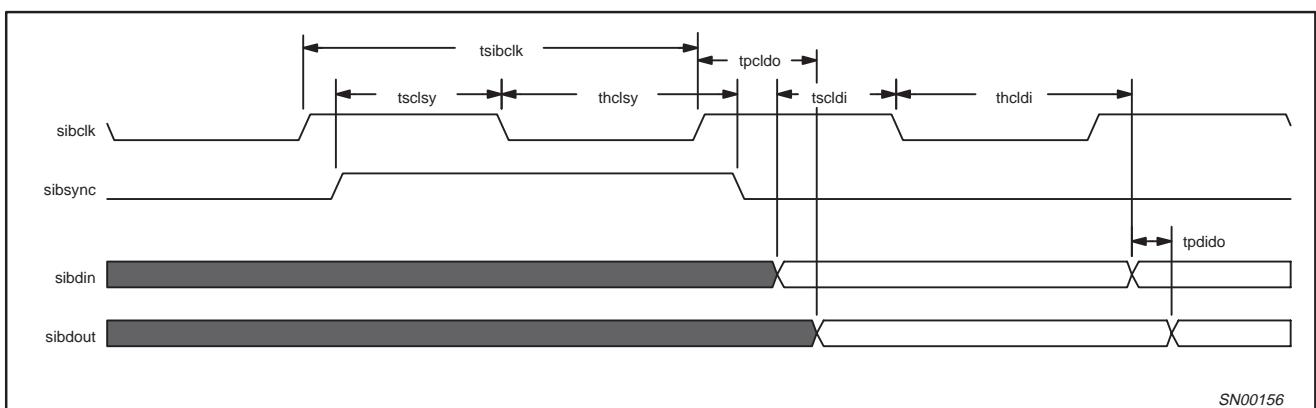 tsibclk
tpcldo
tsclsy
thclsy
tscldi
thcldi
sibclk
sibsync
tpdido
sibdin
sibdout
SN00156